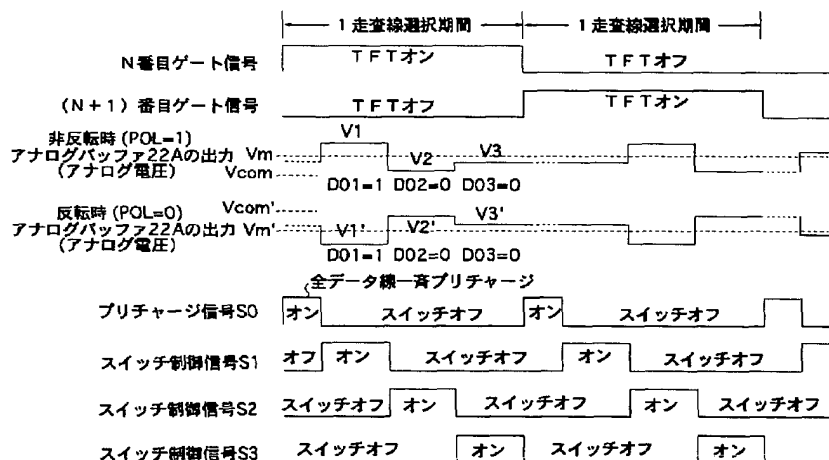 1走査線選択期間 1走査線選択期間
N番目ゲート信号 TFTオン TFTオフ
(N+1)番目ゲート信号 TFTオフ TFTオン
非反転時(POL=1)
アナログバッファ22Aの出力
(アナログ電圧)
Vm
Vcom
V1
V2
V3
D01=1 D02=0 D03=0
反転時(POL=0)
アナログバッファ22Aの出力
(アナログ電圧)
Vcom'
Vm'
V1'
V2'
V3'
D01=1 D02=0 D03=0
全データ線一斉プリチャージ
プリチャージ信号S0 オン スイッチオフ オン スイッチオフ
スイッチ制御信号S1 オフ オン スイッチオフ オン スイッチオフ
スイッチ制御信号S2 スイッチオフ オン スイッチオフ オン スイッチオフ
スイッチ制御信号S3 スイッチオフ オン スイッチオフ オン